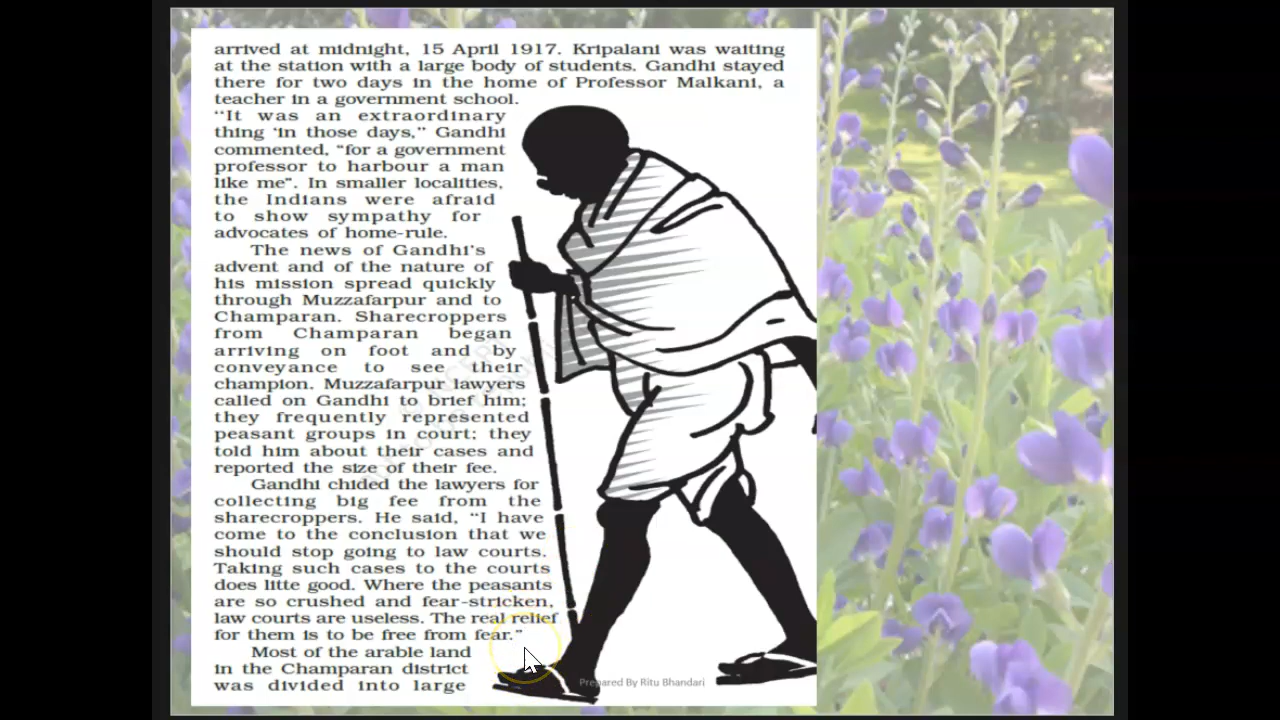 arrived at midnight, 15 April 1917. Kripalani was waiting
at the station with a large body of students. Gandhi stayed
there for two days in the home of Professor Malkani, a
teacher in a government school.
‘‘It was an extraordinary
thing ‘in those days,” Gandhi
commented, “for a government
professor to harbour a man
like me”. In smaller localities,
the Indians were afraid
to show sympathy for
advocates of home-rule.
The news of Gandhi’s
advent and of the nature of
his mission spread quickly
through Muzzafarpur and to
Champaran. Sharecroppers
from Champaran began
arriving on foot and by
conveyance to see their
champion. Muzzafarpur lawyers
called on Gandhi to brief him;
they frequently represented
peasant groups in court; they
told him about their cases and
reported the size of their fee.
Gandhi chided the lawyers for
collecting big fee from the
sharecroppers. He said, “I have
come to the conclusion that we
should stop going to law courts.
Taking such cases to the courts
does litte good. Where the peasants
are so crushed and fear-stricken,
law courts are useless. The real relief
for them is to be free from fear.”
Most of the arable land
in the Champaran district
was divided into large
Prepared By Ritu Bhandari